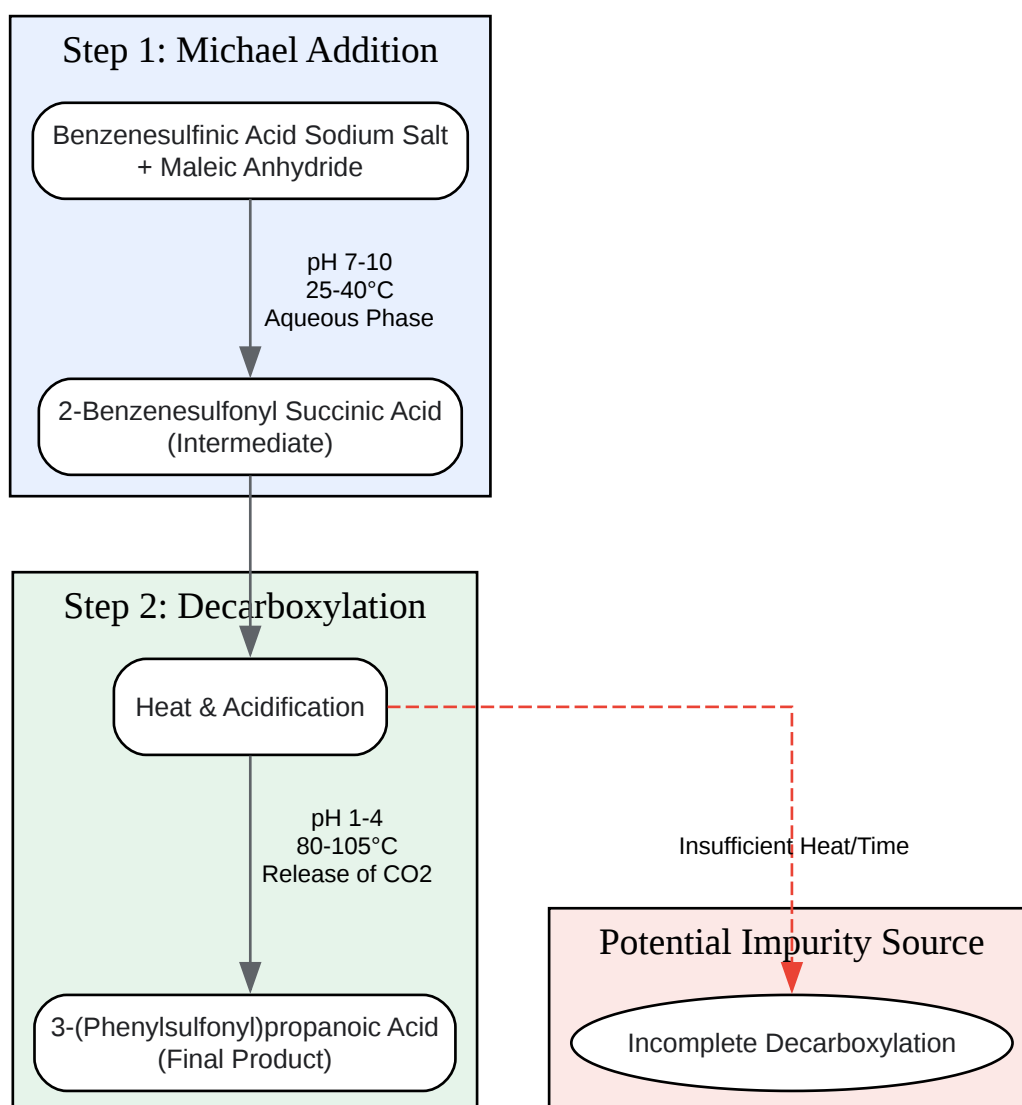 Step 1: Michael Addition
Benzenesulfinic Acid Sodium Salt
+ Maleic Anhydride
pH 7-10
25-40°C
Aqueous Phase
2-Benzenesulfonyl Succinic Acid
(Intermediate)
Step 2: Decarboxylation
Heat & Acidification
pH 1-4
80-105°C
Release of CO2
Insufficient Heat/Time
3-(Phenylsulfonyl)propanoic Acid
(Final Product)
Potential Impurity Source
Incomplete Decarboxylation